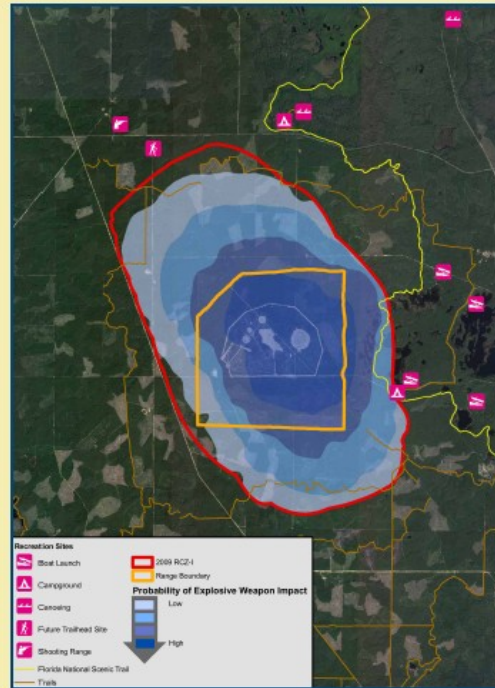 Recreation Sites
Boat Launch
Campground
Canoeing
Future Trailhead Site
Shooting Range
Florida National Scenic Trail
Trails
2009 RCZ-I
Range Boundary
Probability of Explosive Weapon Impact
Low
High